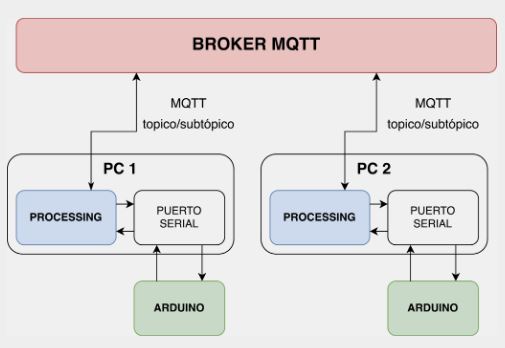 BROKER MQTT
MQTT
topico/subtópico
MQTT
topico/subtópico
PC 1
PROCESSING
PUERTO
SERIAL
ARDUINO
PC 2
PROCESSING
PUERTO
SERIAL
ARDUINO